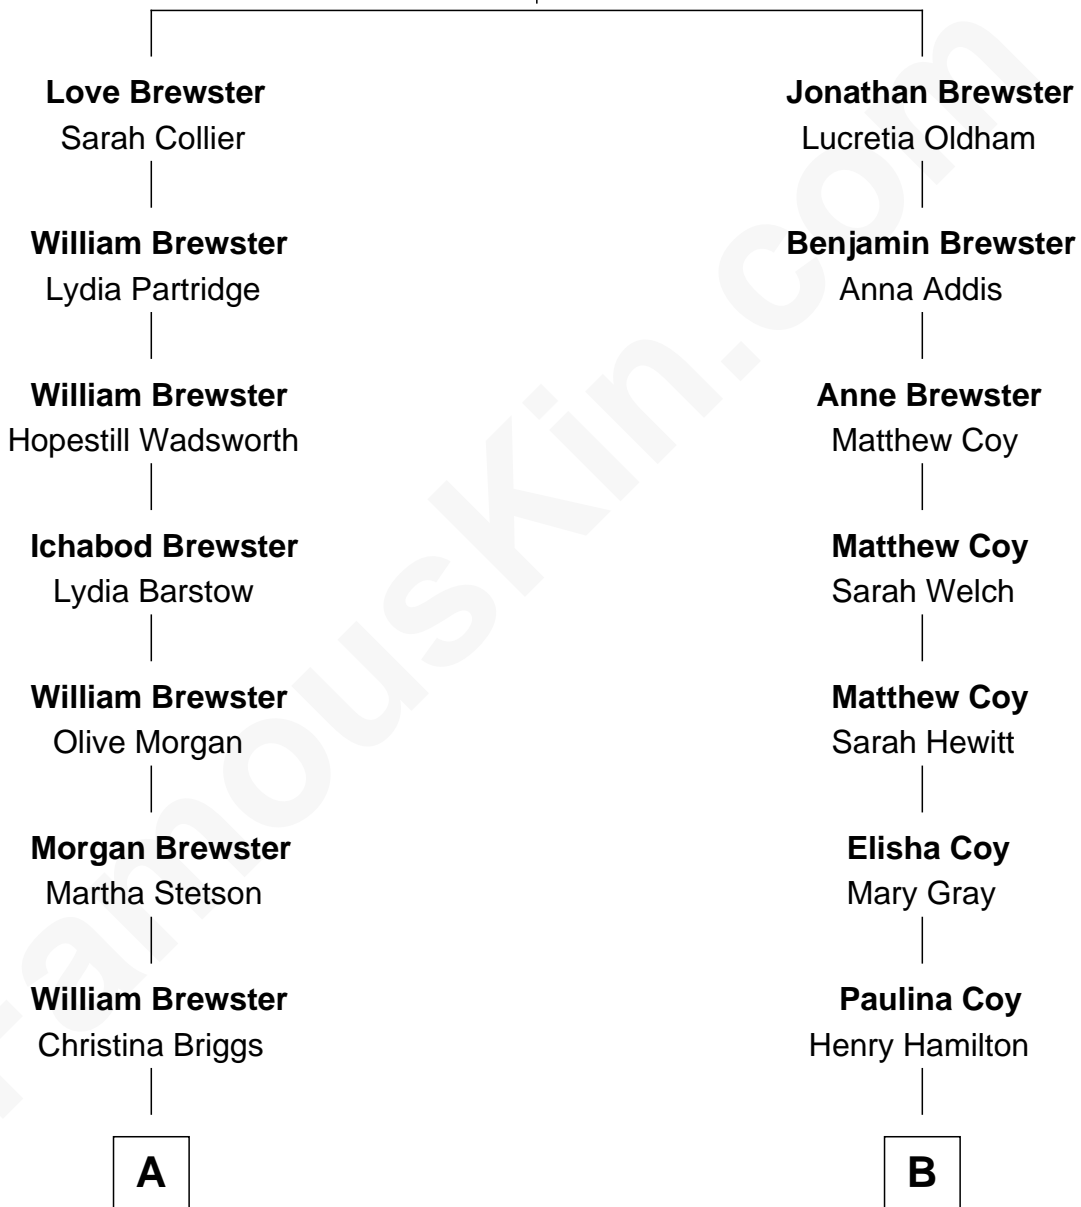 Love Brewster
Sarah Collier
William Brewster
Lydia Partridge
William Brewster
Hopestill Wadsworth
Ichabod Brewster
Lydia Barstow
William Brewster
Olive Morgan
Morgan Brewster
Martha Stetson
William Brewster
Christina Briggs
A
Jonathan Brewster
Lucretia Oldham
Benjamin Brewster
Anna Addis
Anne Brewster
Matthew Coy
Matthew Coy
Sarah Welch
Matthew Coy
Sarah Hewitt
Elisha Coy
Mary Gray
Paulina Coy
Henry Hamilton
B
FamousKin.com